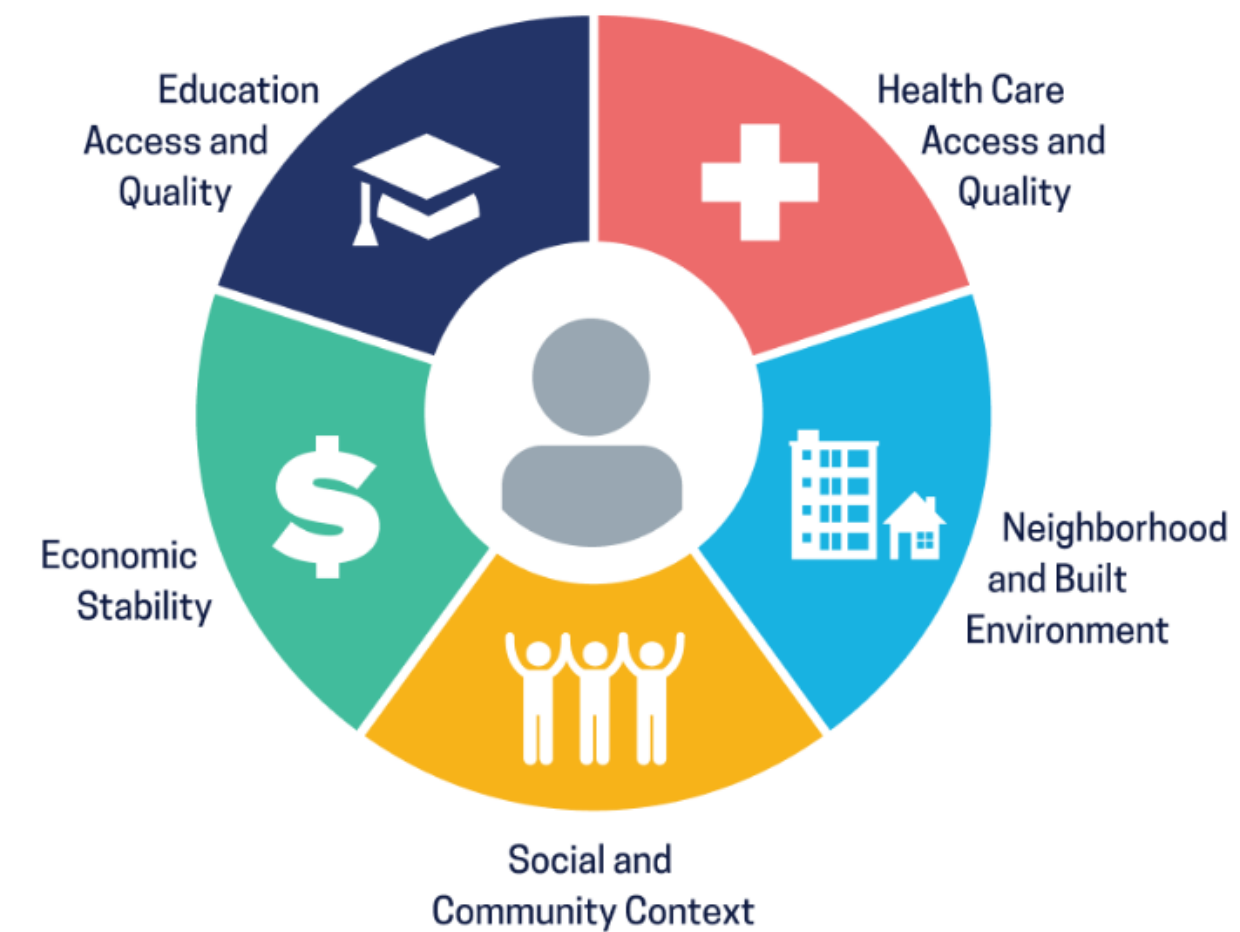 Education
Access and
Quality
Health Care
Access and
Quality
Economic
Stability
Neighborhood
and Built
Environment
Social and
Community Context